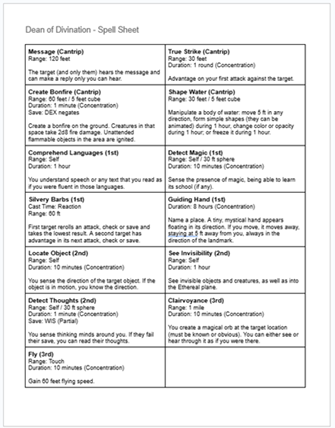 Dean of Divination - Spell Sheet
Message (Cantrip)
Range: 120 feet
The target (and only them) hears the message and
can make a reply only you can hear.
True Strike (Cantrip)
Range: 30 feet
Duration: 1 round (Concentration)
Advantage on your first attack against the target.
Create Bonfire (Cantrip)
Range: 60 feet / 5 feet cube
Duration: 1 minute (Concentration)
Save: DEX negates
Create a bonfire on the ground. Creatures in that
space take 2d8 fire damage. Unattended
flammable objects in the area are ignited.
Shape Water (Cantrip)
Range: 30 feet / 5 feet cube
Manipulate a body of water: move 5 ft in any
direction, form simple shapes (they can be
animated) during 1 hour; change color or opacity
during 1 hour; or freeze it during 1 hour.
Comprehend Languages (1st)
Range: Self
Duration: 1 hour
You understand speech or any text that you read as
if you were fluent in those languages.
Detect Magic (1st)
Range: Self / 30 ft sphere
Duration: 10 minutes (Concentration)
Sense the presence of magic, being able to learn
its school (if any).
Silvery Barbs (1st)
Cast Time: Reaction
Range: 60 ft
First target rerolls an attack, check or save and
takes the lowest result. A second target has
advantage in its next attack, check or save.
Guiding Hand (1st)
Duration: 8 hours (Concentration)
Name a place. A tiny, mystical hand appears
floating in its direction. If you move, it moves away,
staying at 5 ft away from you, always in the
direction of the landmark.
Locate Object (2nd)
Range: Self
Duration: 10 minutes (Concentration)
You sense the direction of the target object. If the
object is in motion, you know the direction.
See Invisibility (2nd)
Range: Self
Duration: 1 hour
See invisible objects and creatures, as well as into
the Ethereal plane.
Detect Thoughts (2nd)
Range: Self / 30 ft sphere
Duration: 1 minute (Concentration)
Save: WIS (Partial)
You sense thinking minds around you. If they fail
their save, you can read their thoughts.
Clairvoyance (3rd)
Range: 1 mile
Duration: 10 minutes (Concentration)
You create a magical orb at the target location
(must be known or obvious). You can either see or
hear through it as if you were there.
Fly (3rd)
Range: Touch
Duration: 10 minutes (Concentration)
Gain 60 feet flying speed.